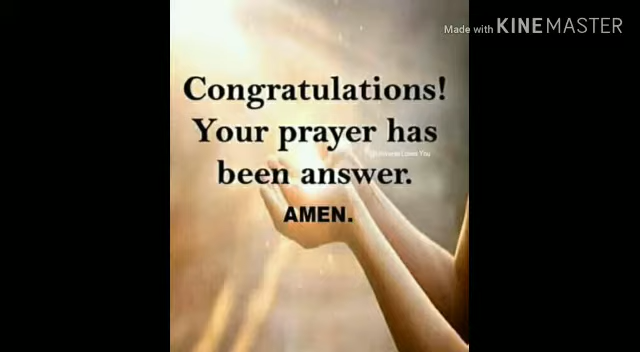 Made with KINEMASTER
Congratulations!
Your prayer has
been answer.
AMEN.